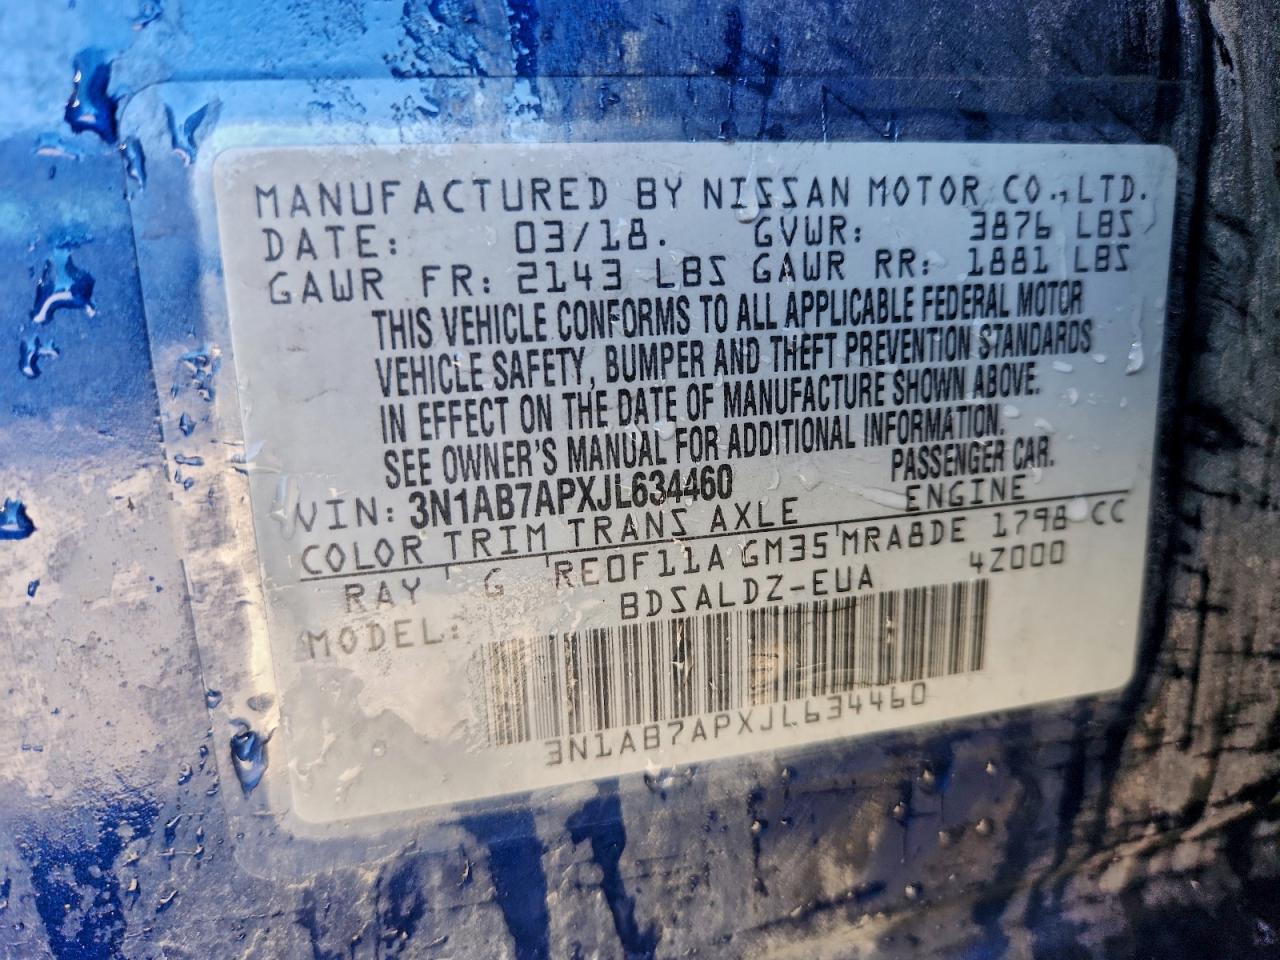 MANUFACTURED BY NISSAN MOTOR CO., LTD.
DATE: 03/18. GVWR: 3876 LBS
GAWR FR: 2143 LBS GAWR RR: 1881 LBS
THIS VEHICLE CONFORMS TO ALL APPLICABLE FEDERAL MOTOR
VEHICLE SAFETY, BUMPER AND THEFT PREVENTION STANDARDS
IN EFFECT ON THE DATE OF MANUFACTURE SHOWN ABOVE.
SEE OWNER'S MANUAL FOR ADDITIONAL INFORMATION.
VIN: 3N1AB7APXJL634460 PASSENGER CAR.
COLOR TRIM TRANS AXLE ENGINE
RAY G RE0F11A GM35 MRA8DE 1798 CC
MODEL: BDSALDZ-EUA 4Z000
3N1AB7APXJL634460